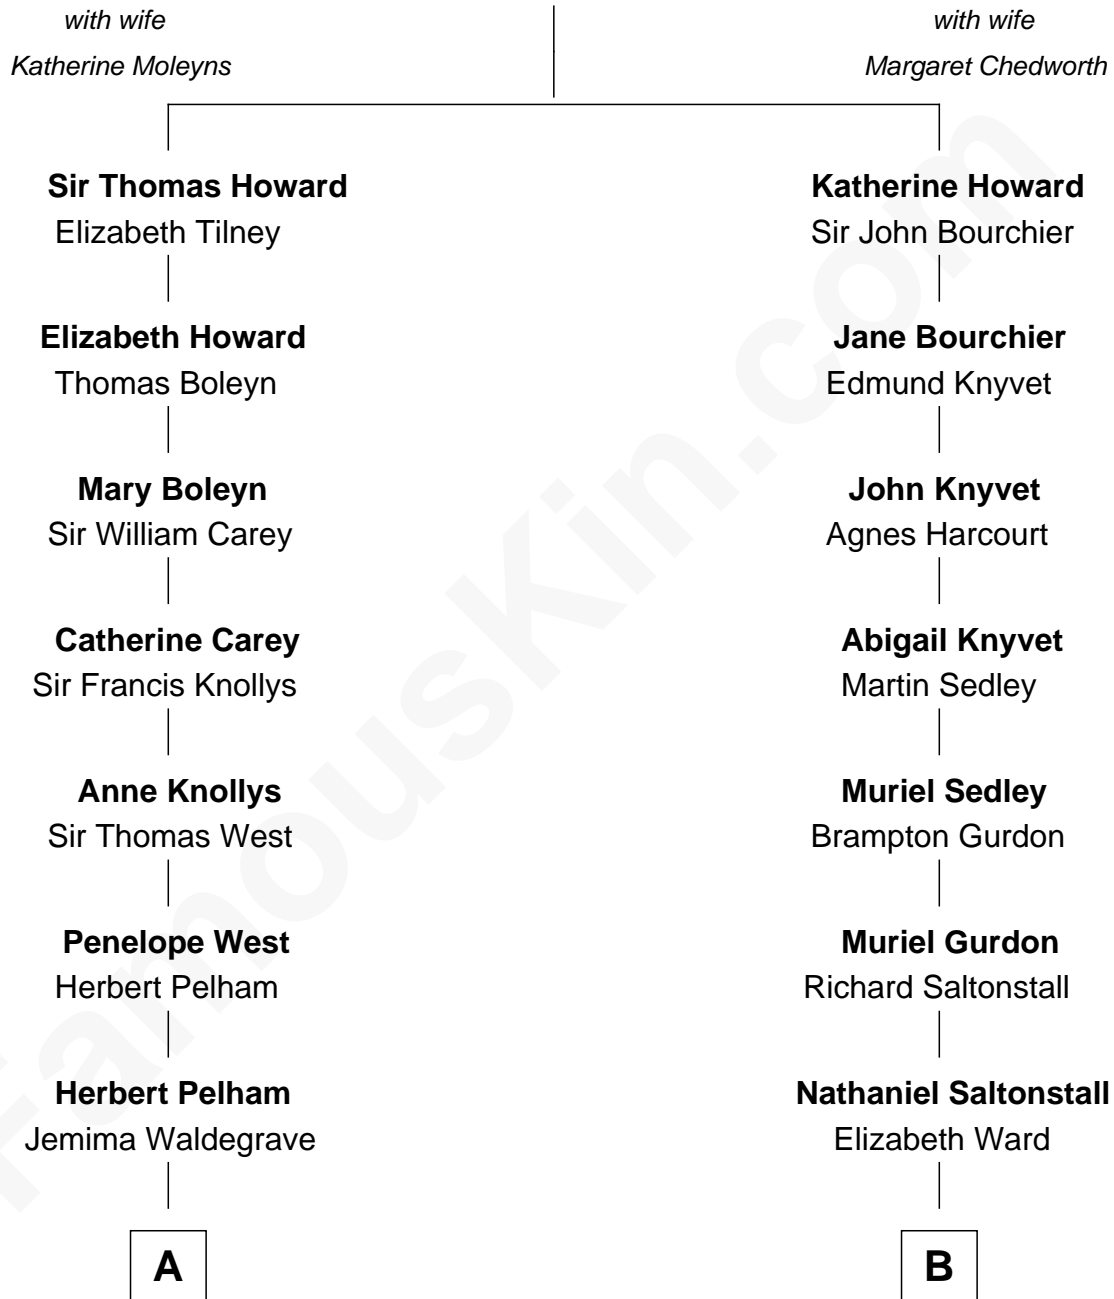 with wife
Katherine Moleyns
with wife
Margaret Chedworth
Sir Thomas Howard
Elizabeth Tilney
Katherine Howard
Sir John Bourchier
Elizabeth Howard
Thomas Boleyn
Jane Bourchier
Edmund Knyvet
Mary Boleyn
Sir William Carey
John Knyvet
Agnes Harcourt
Catherine Carey
Sir Francis Knollys
Abigail Knyvet
Martin Sedley
Anne Knollys
Sir Thomas West
Muriel Sedley
Brampton Gurdon
Penelope West
Herbert Pelham
Muriel Gurdon
Richard Saltonstall
Herbert Pelham
Jemima Waldegrave
Nathaniel Saltonstall
Elizabeth Ward
A
B
FamousKin.com